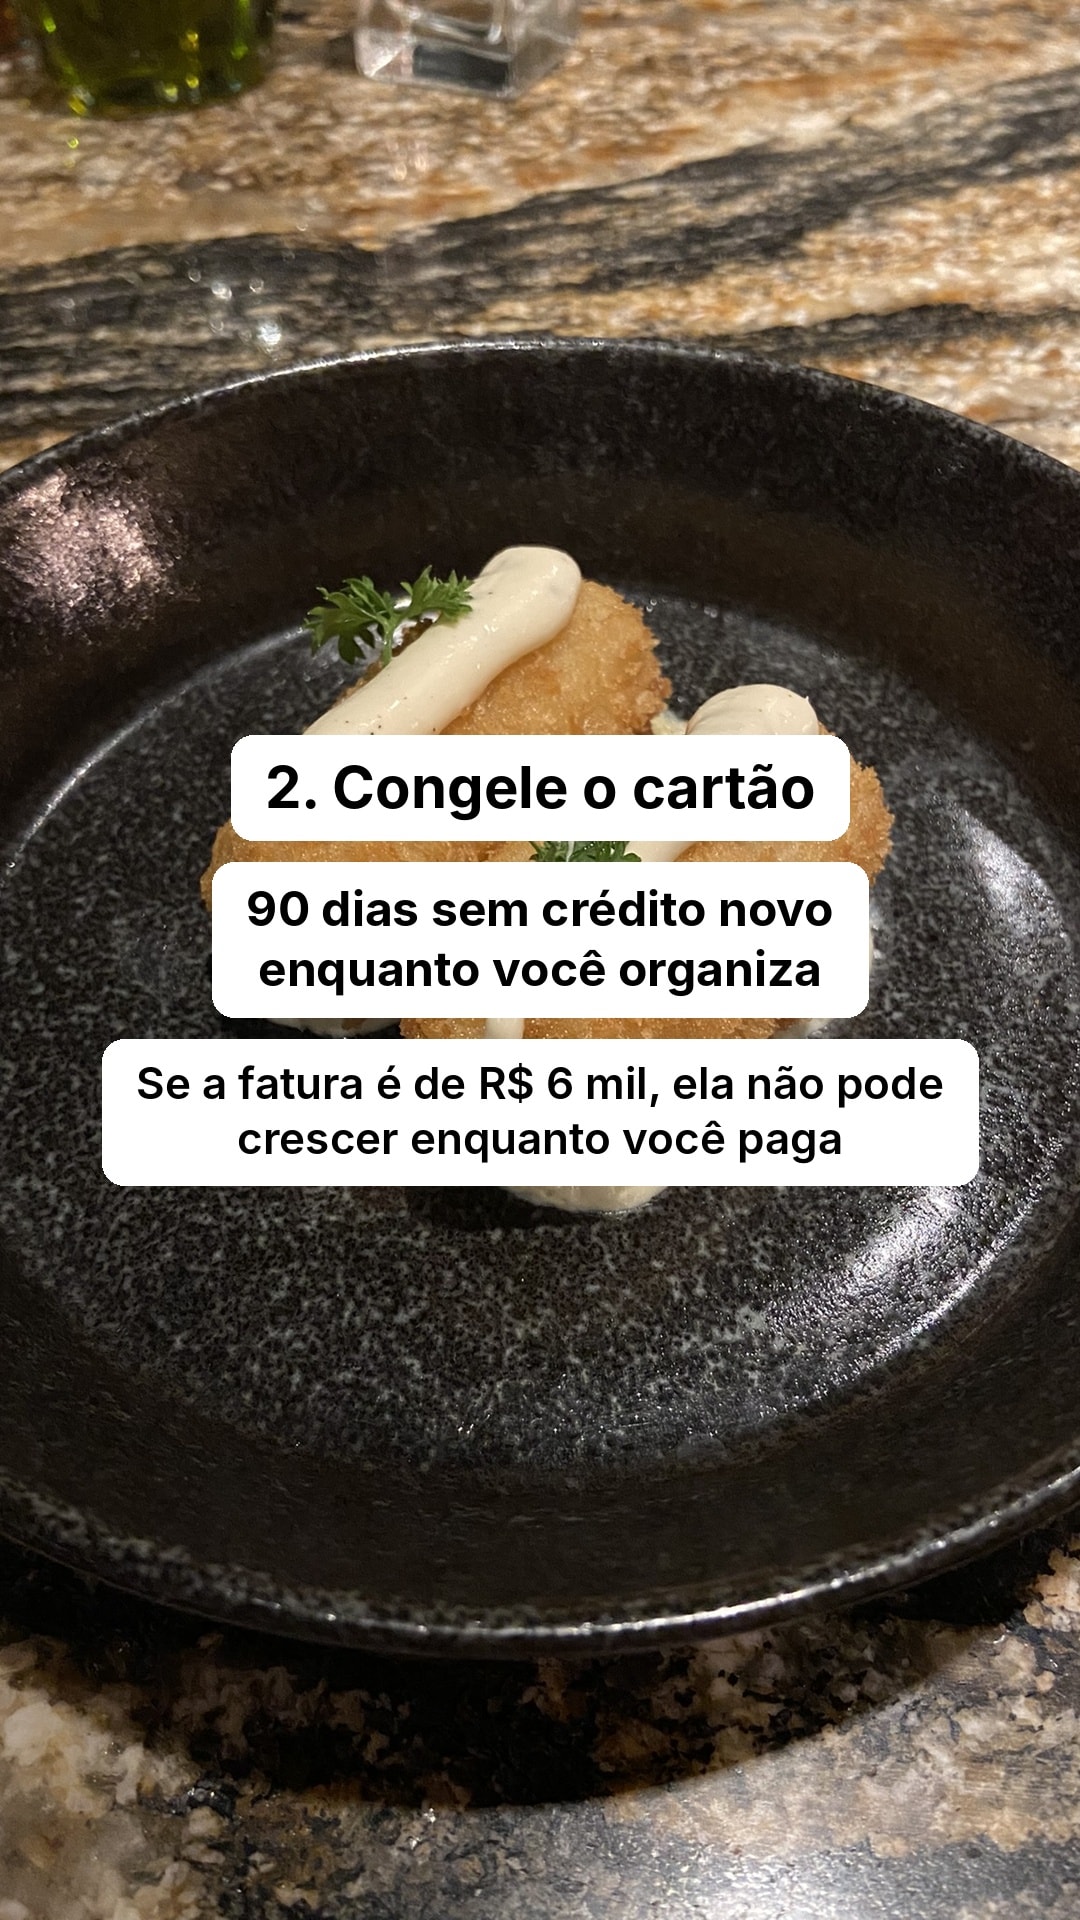 2. Congele o cartão
90 dias sem crédito novo
enquanto você organiza
Se a fatura é de R$ 6 mil, ela não pode
crescer enquanto você paga